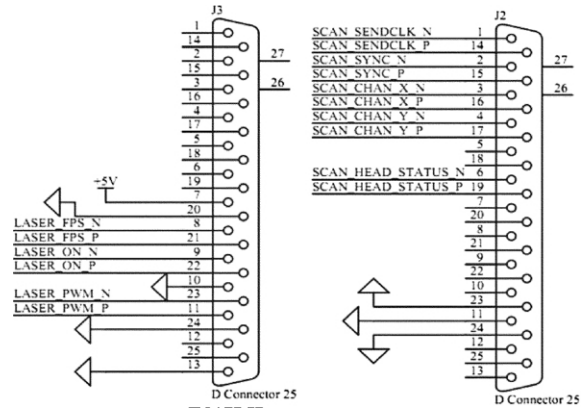 J3
1
14
2
27
15
3
26
16
4
17
5
18
6
19
+5V
7
20
LASER_FPS_N 8
LASER_FPS_P 21
LASER_ON_N 9
LASER_ON_P 22
10
LASER_PWM_N 23
LASER_PWM_P 11
24
12
25
13
D Connector 25
J2
SCAN_SENDCLK_N 1
SCAN_SENDCLK_P 14
SCAN_SYNC_N 2
27
SCAN_SYNC_P 15
SCAN_CHAN_X_N 3
26
SCAN_CHAN_X_P 16
SCAN_CHAN_Y_N 4
SCAN_CHAN_Y_P 17
5
18
SCAN_HEAD_STATUS_N 6
SCAN_HEAD_STATUS_P 19
7
20
8
21
9
22
10
23
11
24
12
25
13
D Connector 25